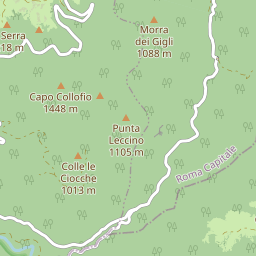 Morra
dei Gigli
1088 m
Serra
18 m
Capo Collofio
1448 m
Punta
Leccino
1105 m
Colle le
Ciocche
1013 m
Roma Capitale